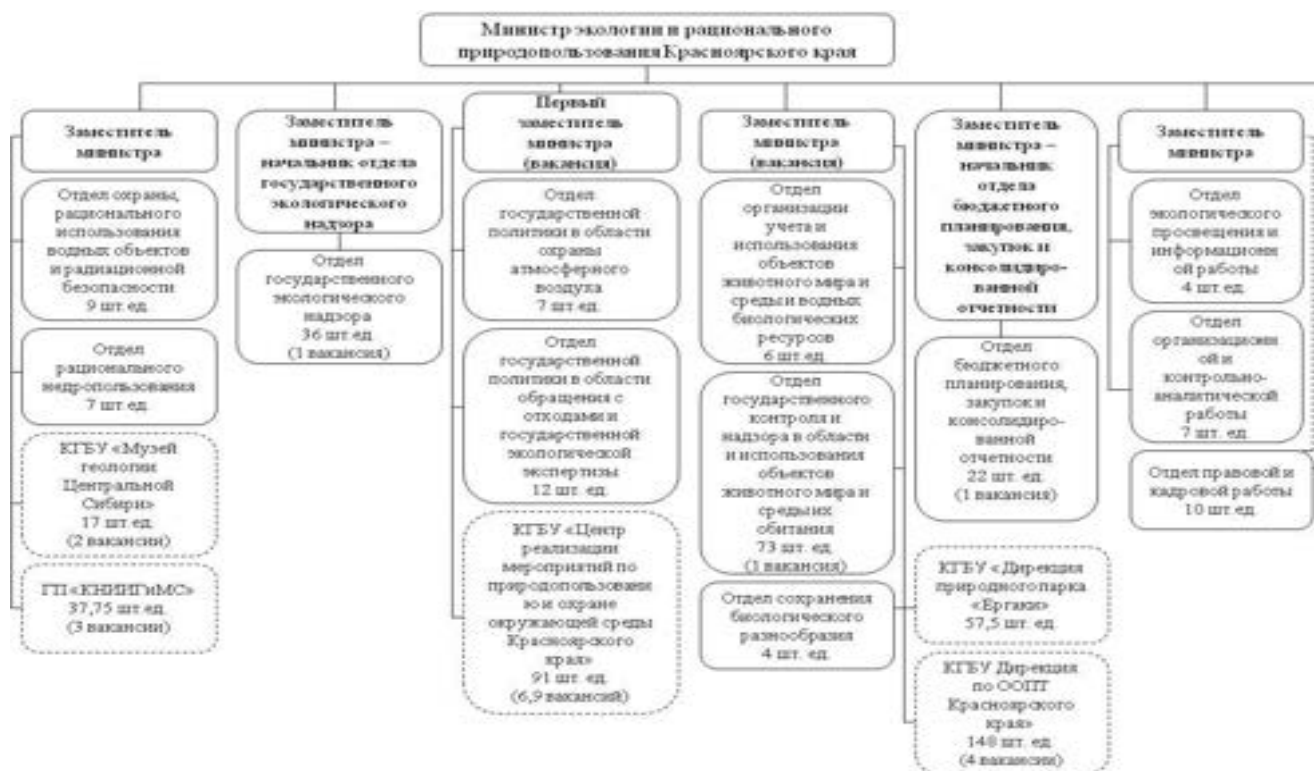 Министр экологии и рационального
природопользования Красноярского края
Заместитель
министра
Отдел охраны,
рационального
использования
водных объектов
и радиационной
безопасности
9 шт. ед.
Отдел
рационального
недропользования
7 шт. ед.
КГБУ «Музей
геологии
Центральной
Сибири»
17 шт. ед.
(2 вакансии)
ГП «КНИИГиМС»
37,75 шт. ед.
(3 вакансии)
Заместитель
министра –
начальник отдела
государственного
экологического
надзора
Отдел
государственного
экологического
надзора
36 шт. ед.
(1 вакансия)
Первый
заместитель
министра
(вакансия)
Отдел
государственной
политики в области
охраны
атмосферного
воздуха
7 шт. ед.
Отдел
государственной
политики в области
обращения с
отходами и
государственной
экологической
экспертизы
12 шт. ед.
КГБУ «Центр
реализации
мероприятий по
природопользовани
ю и охране
окружающей среды
Красноярского
края»
91 шт. ед.
(6,9 вакансий)
Заместитель
министра
(вакансия)
Отдел
организации
учета и
использования
объектов
животного мира и
среды и водных
биологических
ресурсов
6 шт. ед.
Отдел
государственного
контроля и
надзора в области
и использования
объектов
животного мира и
среды их
обитания
73 шт. ед.
(1 вакансия)
Отдел сохранения
биологического
разнообразия
4 шт. ед.
Заместитель
министра –
начальник
отдела
бюджетного
планирования,
закупок и
консолидиро-
ванной
отчетности
Отдел
бюджетного
планирования,
закупок и
консолидиро-
ванной
отчетности
22 шт. ед.
(1 вакансия)
КГБУ «Дирекция
природного парка
«Ергаки»
57,5 шт. ед.
КГБУ Дирекция
по ООПТ
Красноярского
края»
148 шт. ед.
(4 вакансии)
Заместитель
министра
Отдел
экологического
просвещения и
информационн
ой работы
4 шт. ед.
Отдел
организационн
ой и
контрольно-
аналитической
работы
7 шт. ед.
Отдел правовой и
кадровой работы
10 шт. ед.